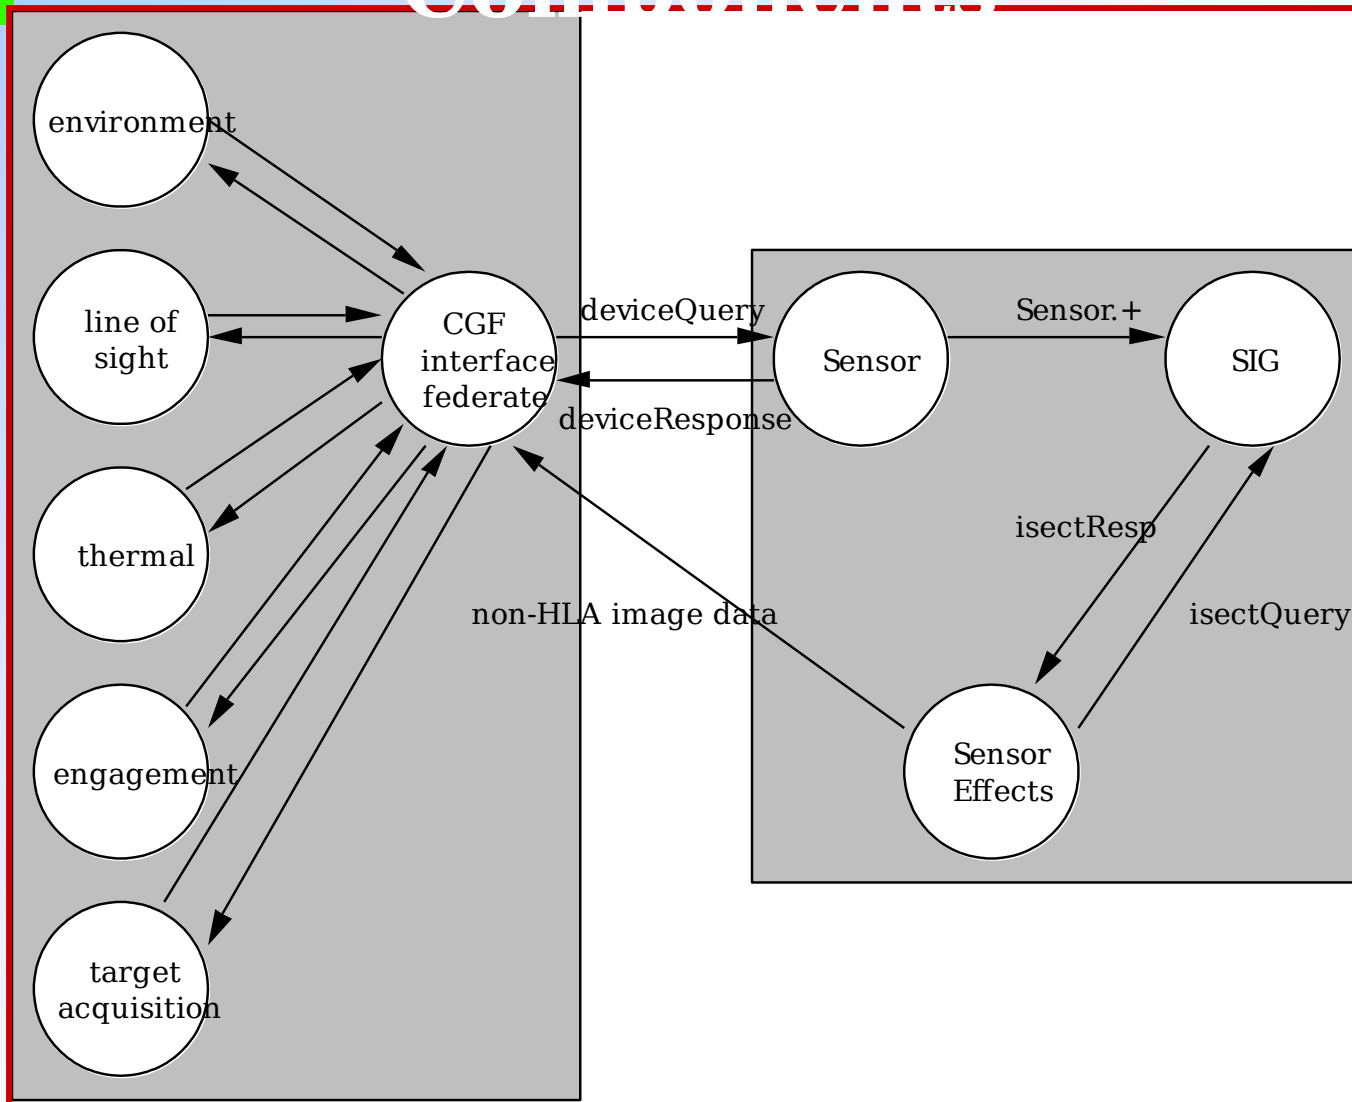 environment
line of
sight
CGF
interface
federate
deviceQuery
deviceResponse
Sensor
Sensor.+
SIG
thermal
isectResp
non-HLA image data
isectQuery
engagement
Sensor
Effects
target
acquisition